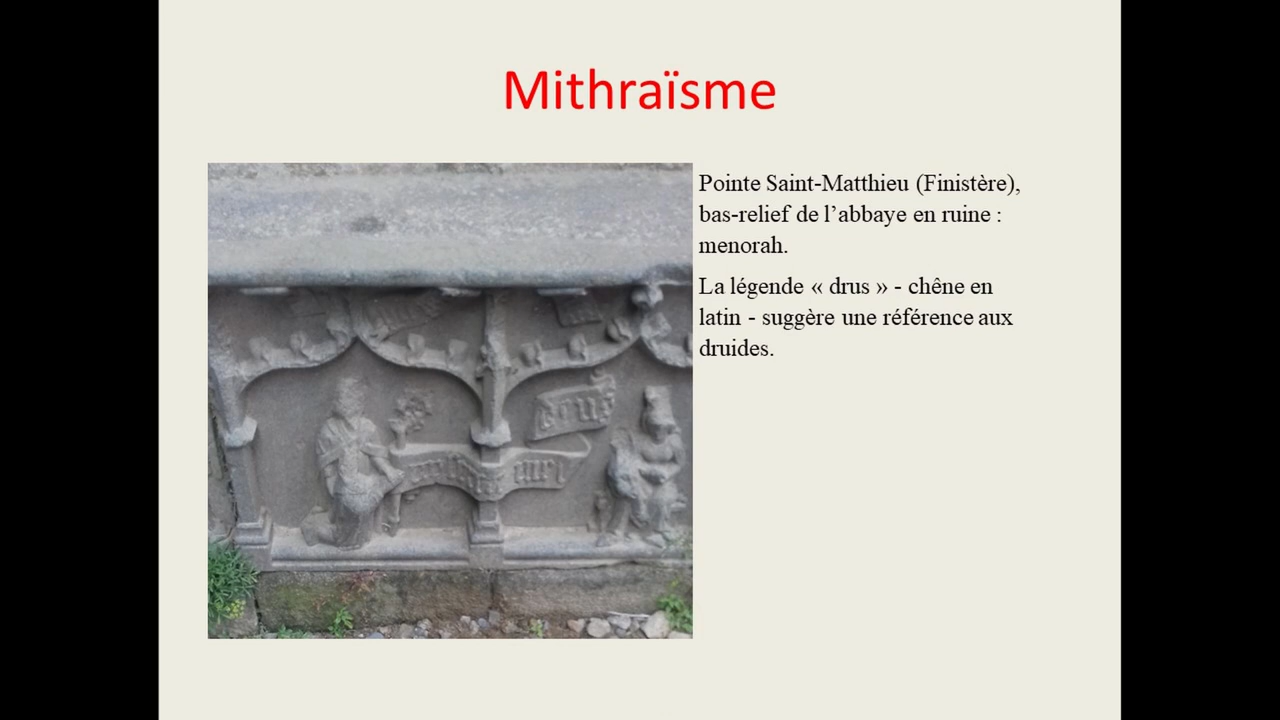 Mithraïsme
Pointe Saint-Matthieu (Finistère),
bas-relief de l’abbaye en ruine :
menorah.
La légende « drus » - chêne en
latin - suggère une référence aux
druides.